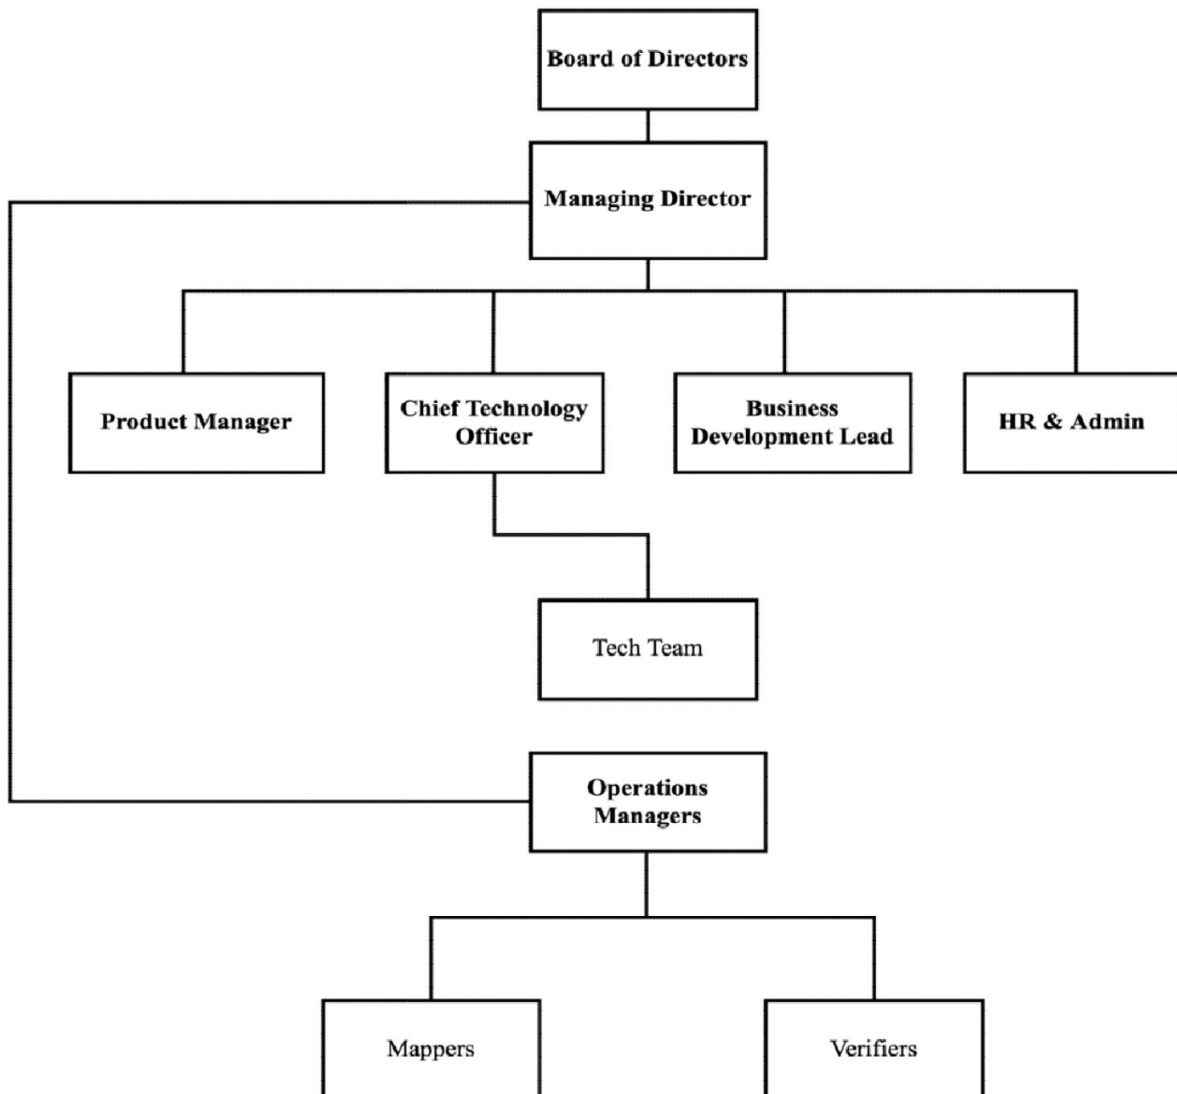 Board of Directors
Managing Director
Product Manager
Chief Technology
Officer
Business
Development Lead
HR & Admin
Tech Team
Operations
Managers
Mappers
Verifiers